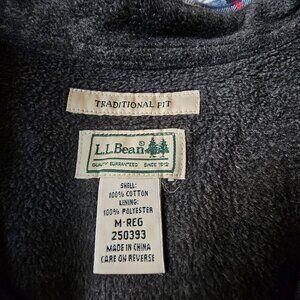 TRADITIONAL FIT
L.L.Bean®
QUALITY GUARANTEED SINCE 1912
SHELL:
100% COTTON
LINING:
100% POLYESTER
M-REG
250393
MADE IN CHINA
CARE ON REVERSE